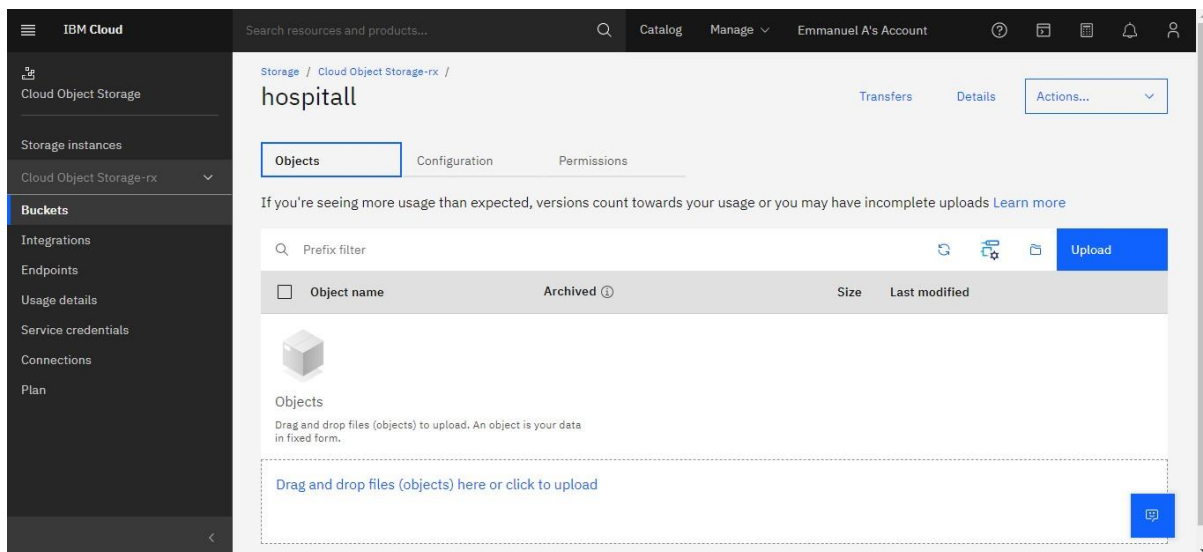 IBM Cloud
Search resources and products...
Catalog
Manage
Emmanuel A's Account
Cloud Object Storage
Storage instances
Cloud Object Storage-rx
Buckets
Integrations
Endpoints
Usage details
Service credentials
Connections
Plan
Storage / Cloud Object Storage-rx /
hospitall
Transfers
Details
Actions...
Objects
Configuration
Permissions
If you're seeing more usage than expected, versions count towards your usage or you may have incomplete uploads Learn more
Prefix filter
Upload
Object name
Archived
Size
Last modified
Objects
Drag and drop files (objects) to upload. An object is your data
in fixed form.
Drag and drop files (objects) here or click to upload